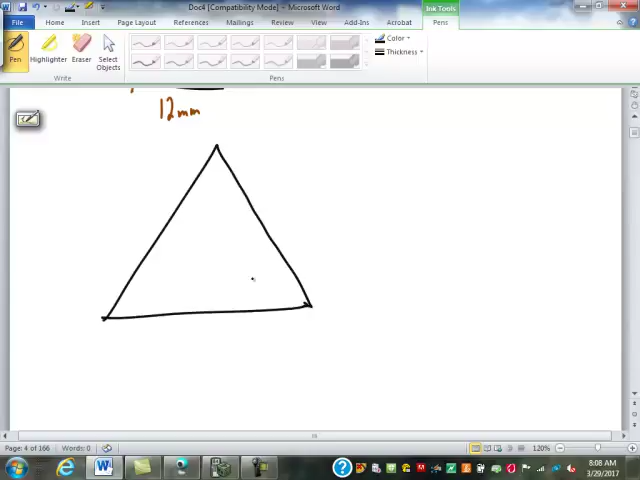 Doc4 [Compatibility Mode] - Microsoft Word
Ink Tools
File
Home
Insert
Page Layout
References
Mailings
Review
View
Add-Ins
Acrobat
Pens
Pen
Highlighter
Eraser
Select
Objects
Color
Thickness
Write
Pens
12mm
Page: 4 of 166
Words: 0
120%
8:08 AM
3/29/2017